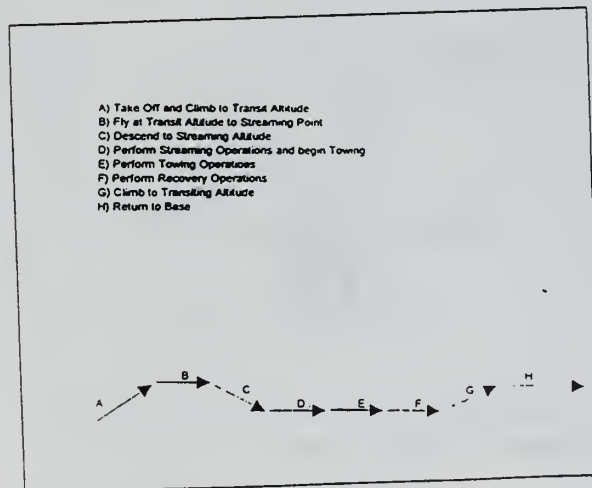 A) Take Off and Climb to Transit Altitude
B) Fly at Transit Altitude to Streaming Point
C) Descend to Streaming Altitude
D) Perform Streaming Operations and begin Towing
E) Perform Towing Operations
F) Perform Recovery Operations
G) Climb to Transiting Altitude
H) Return to Base
A
B
C
D
E
F
G
H